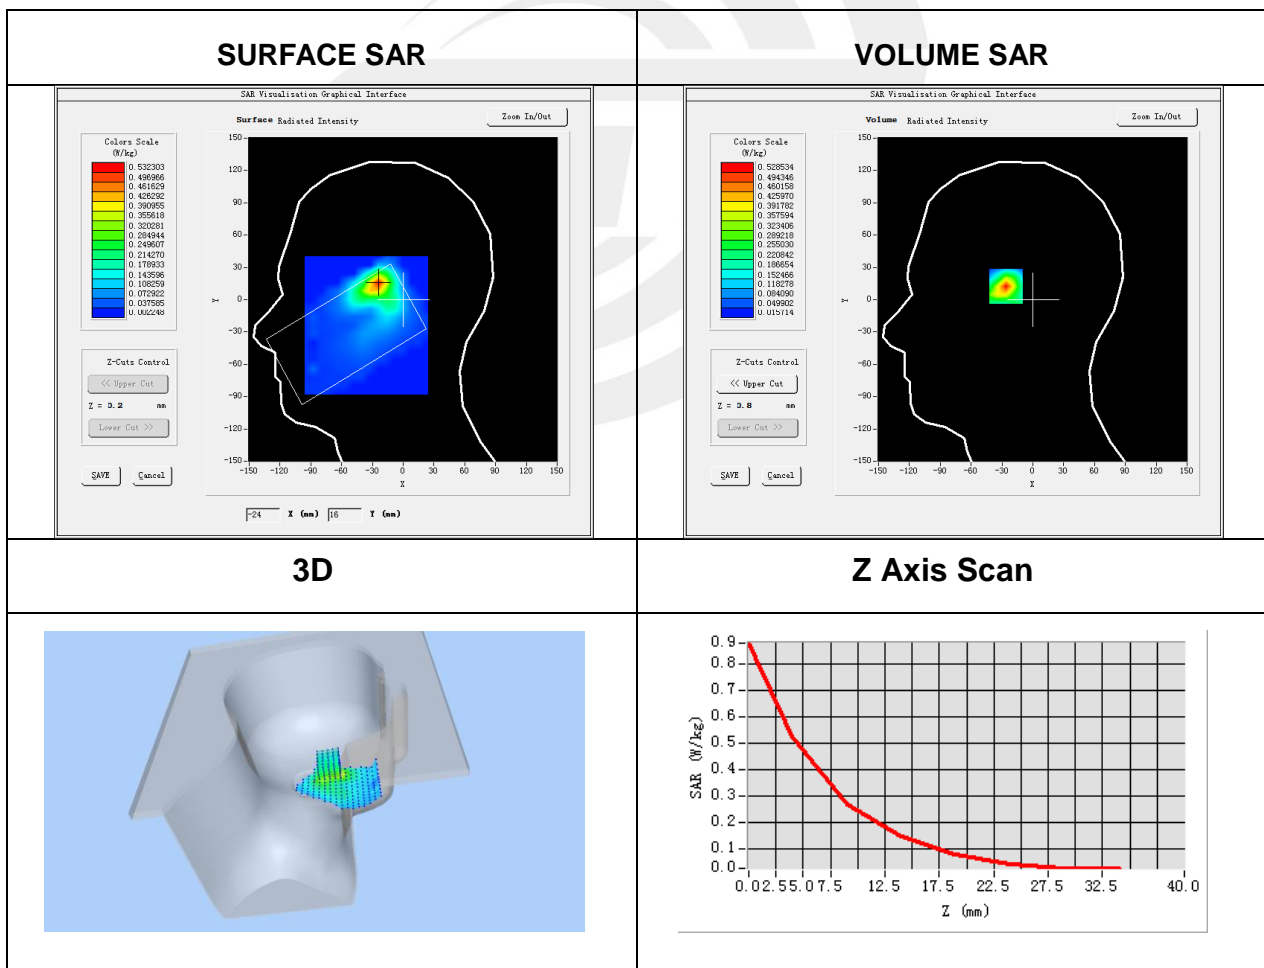 SURFACE SAR
VOLUME SAR
SAR Visualisation Graphical Interface
Surface Radiated Intensity
Zoom In/Out
Colors Scale
(W/kg)
0.532303
0.496966
0.461629
0.426292
0.390955
0.355618
0.320281
0.284944
0.249607
0.214270
0.178933
0.143596
0.108259
0.072922
0.037585
0.002248
Z-Cuts Control
<< Upper Cut
Z = 0.2 mm
Lower Cut >>
SAVE Cancel
150
120
90
60
30
Y 0
-30
-60
-90
-120
-150
-150 -120 -90 -60 -30 0 30 60 90 120 150
X
-24 X (mm) 16 Y (mm)
SAR Visualisation Graphical Interface
Volume Radiated Intensity
Zoom In/Out
Colors Scale
(W/kg)
0.528534
0.494346
0.460158
0.425970
0.391782
0.357594
0.323406
0.289218
0.255030
0.220842
0.186654
0.152466
0.118278
0.084090
0.049902
0.015714
Z-Cuts Control
<< Upper Cut
Z = 0.8 mm
Lower Cut >>
SAVE Cancel
150
120
90
60
30
Y 0
-30
-60
-90
-120
-150
-150 -120 -90 -60 -30 0 30 60 90 120 150
X
3D
Z Axis Scan
0.9
0.8
0.7
0.6
0.5
0.4
0.3
0.2
0.1
0.0
SAR (W/kg)
0.0 2.5 5.0 7.5 12.5 17.5 22.5 27.5 32.5 40.0
Z (mm)